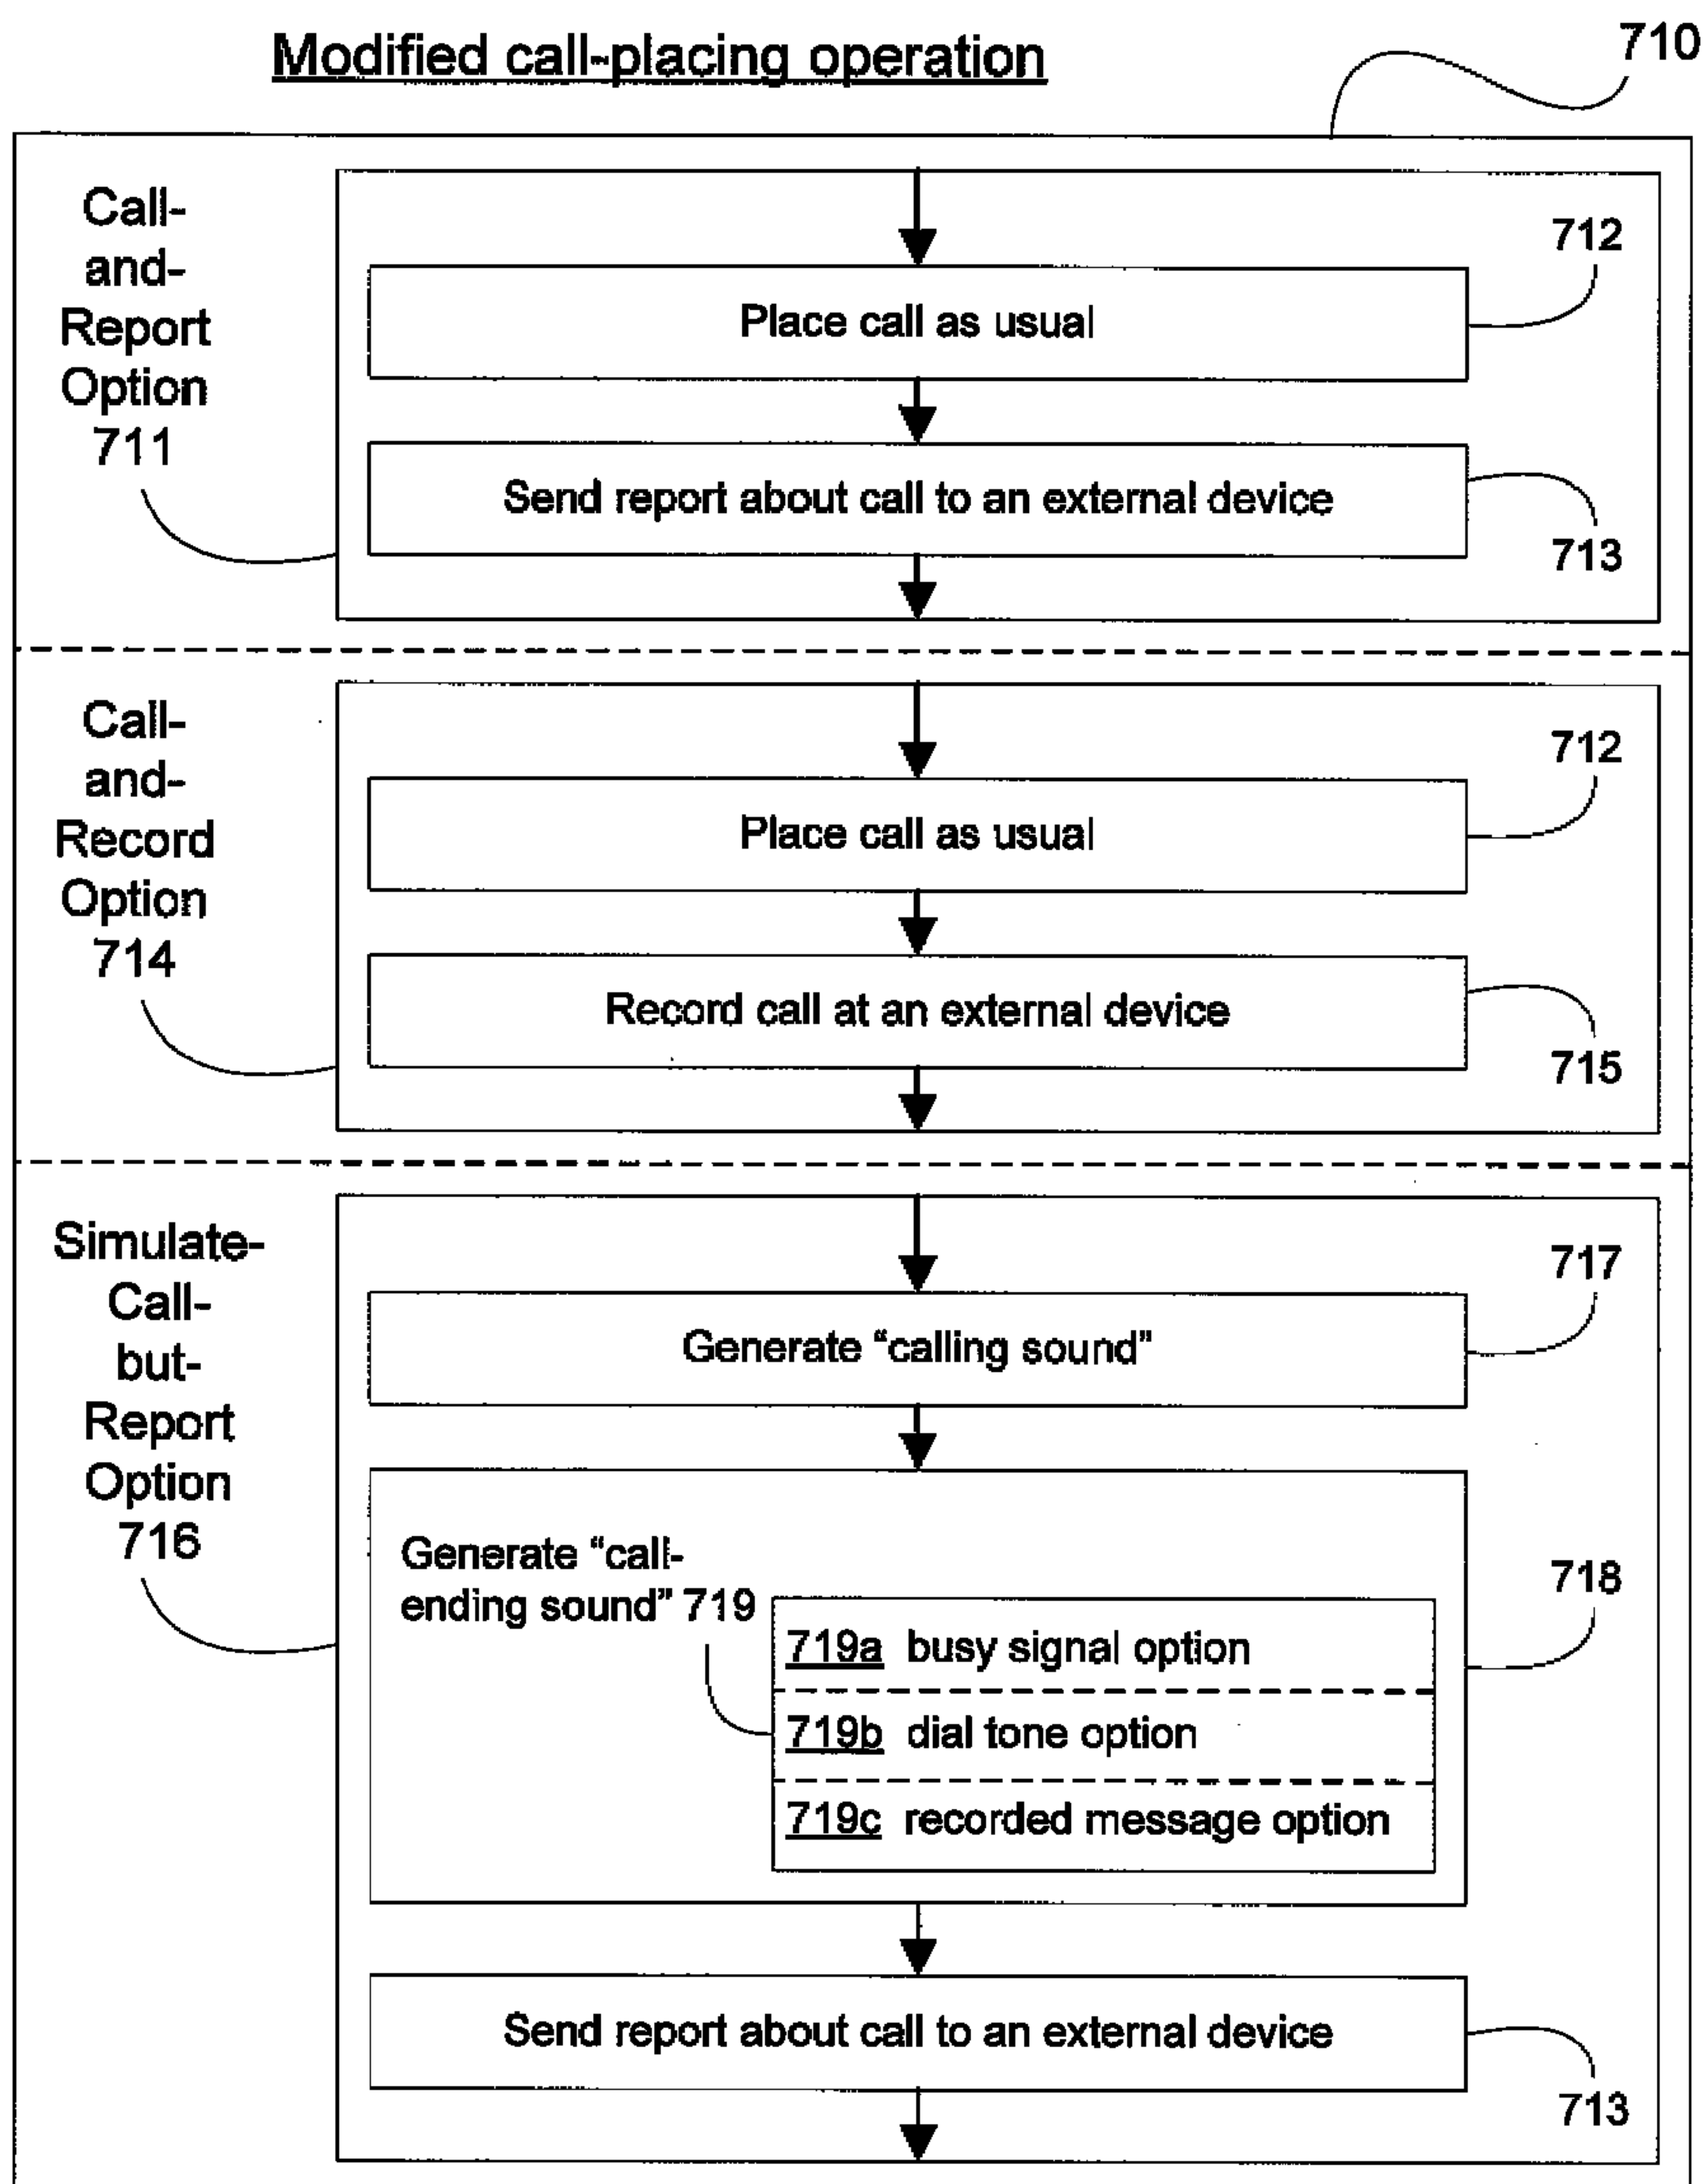 Modified call-placing operation
710
Call-
and-
Report
Option
711
712
Place call as usual
Send report about call to an external device
713
Call-
and-
Record
Option
714
712
Place call as usual
Record call at an external device
715
Simulate-
Call-
but-
Report
Option
716
717
Generate “calling sound”
Generate “call-
ending sound” 719
718
719a busy signal option
719b dial tone option
719c recorded message option
Send report about call to an external device
713